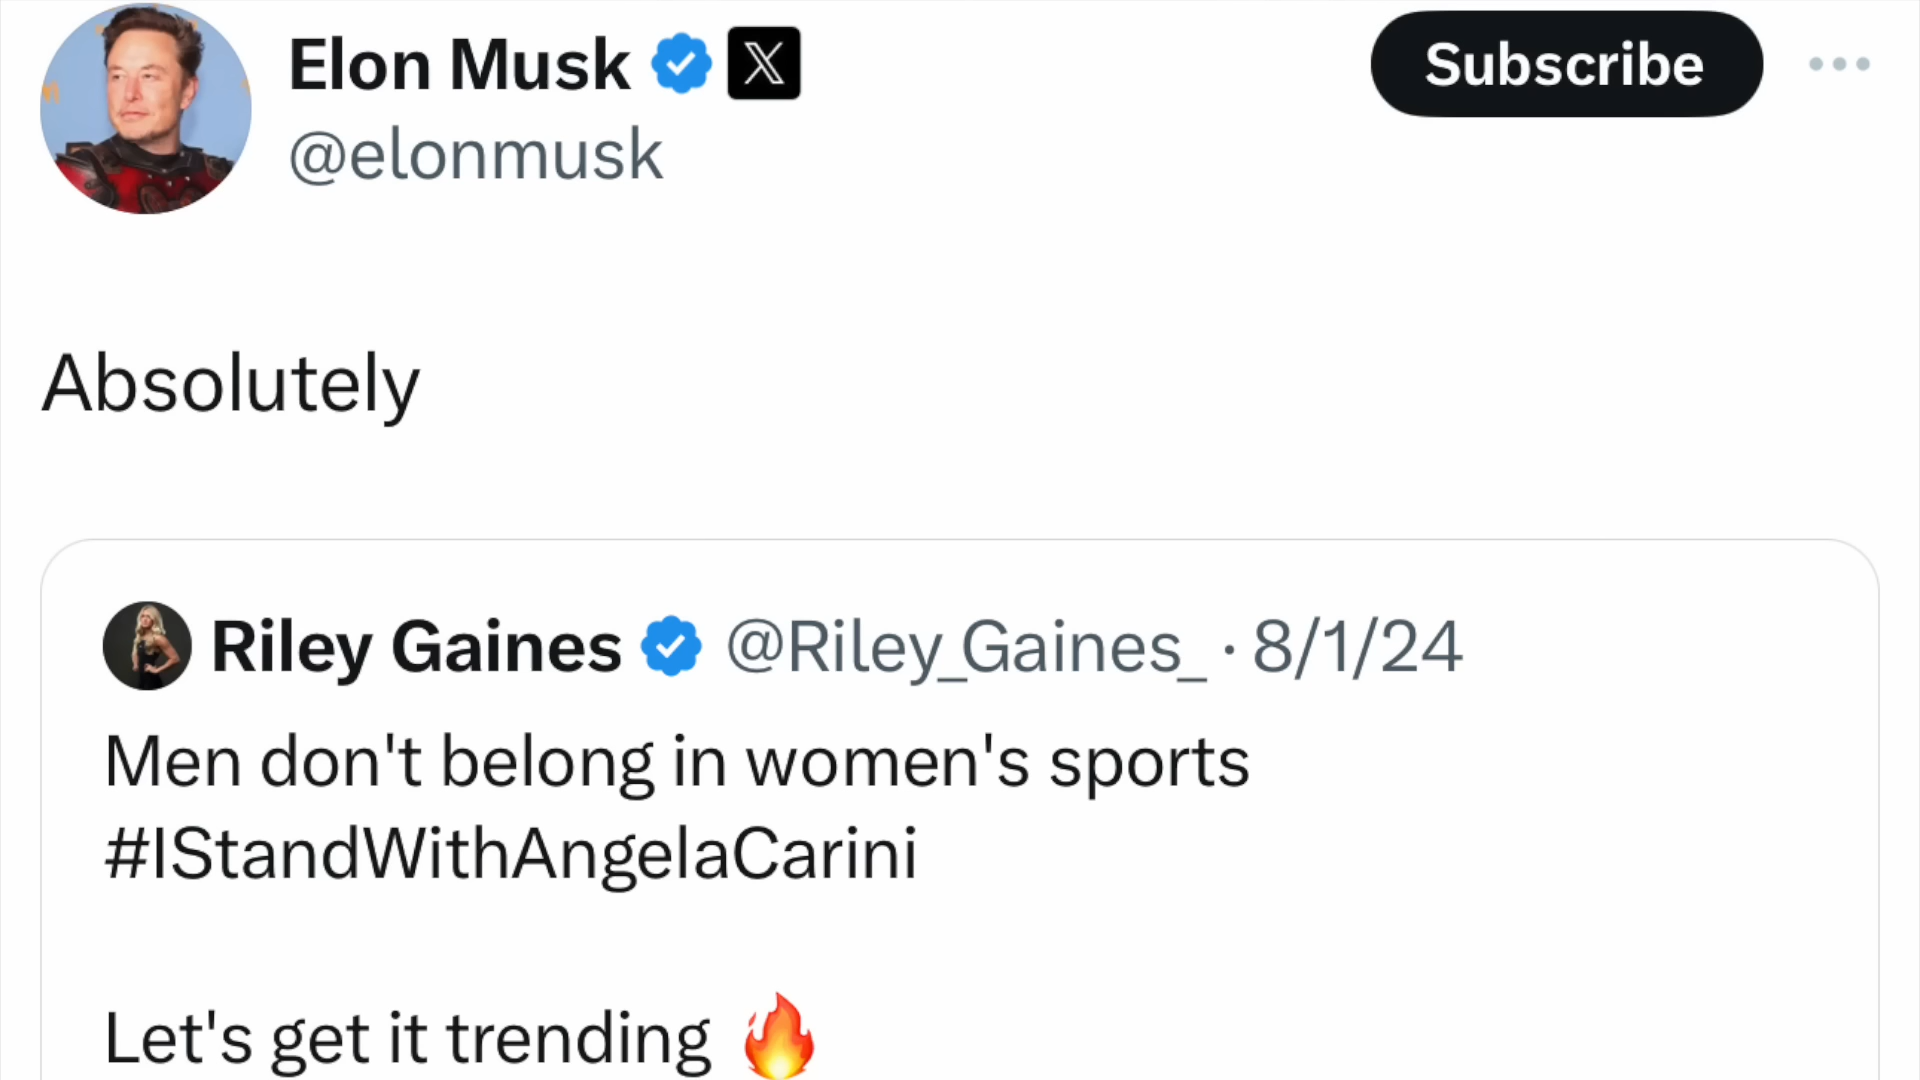 Elon Musk
Subscribe
@elonmusk
Absolutely
Riley Gaines @Riley_Gaines_ · 8/1/24
Men don't belong in women's sports
#IStandWithAngelaCarini
Let's get it trending 🔥